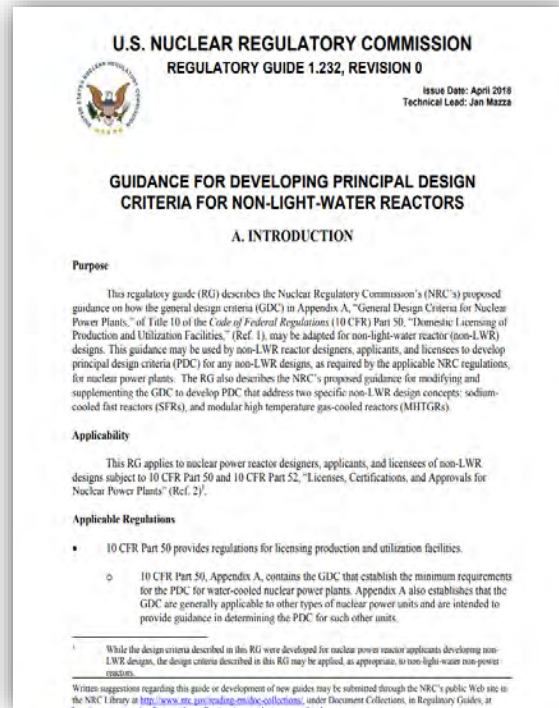 U.S. NUCLEAR REGULATORY COMMISSION
REGULATORY GUIDE 1.232, REVISION 0
Issue Date: April 2018
Technical Lead: Jan Mazza
GUIDANCE FOR DEVELOPING PRINCIPAL DESIGN
CRITERIA FOR NON-LIGHT-WATER REACTORS
A. INTRODUCTION
Purpose
This regulatory guide (RG) describes the Nuclear Regulatory Commission's (NRC's) proposed
guidance on how the general design criteria (GDC) in Appendix A, "General Design Criteria for Nuclear
Power Plants," of Title 10 of the Code of Federal Regulations (10 CFR) Part 50, "Domestic Licensing of
Production and Utilization Facilities," (Ref. 1), may be adapted for non-light-water reactor (non-LWR)
designs. This guidance may be used by non-LWR reactor designers, applicants, and licensees to develop
principal design criteria (PDC) for any non-LWR designs, as required by the applicable NRC regulations,
for nuclear power plants. The RG also describes the NRC's proposed guidance for modifying and
supplementing the GDC to develop PDC that address two specific non-LWR design concepts: sodium-
cooled fast reactors (SFRs), and modular high temperature gas-cooled reactors (MHTGRs).
Applicability
This RG applies to nuclear power reactor designers, applicants, and licensees of non-LWR
designs subject to 10 CFR Part 50 and 10 CFR Part 52, "Licenses, Certifications, and Approvals for
Nuclear Power Plants" (Ref. 2)1.
Applicable Regulations
• 10 CFR Part 50 provides regulations for licensing production and utilization facilities.
o 10 CFR Part 50, Appendix A, contains the GDC that establish the minimum requirements
for the PDC for water-cooled nuclear power plants. Appendix A also establishes that the
GDC are generally applicable to other types of nuclear power units and are intended to
provide guidance in determining the PDC for such other units.
1 While the design criteria described in this RG were developed for nuclear power reactor applicants developing non-
LWR designs, the design criteria described in this RG may be applied, as appropriate, to non-light-water non-power
reactors.
Written suggestions regarding this guide or development of new guides may be submitted through the NRC's public Web site in
the NRC Library at http://www.nrc.gov/reading-rm/doc-collections/, under Document Collections, in Regulatory Guides, at